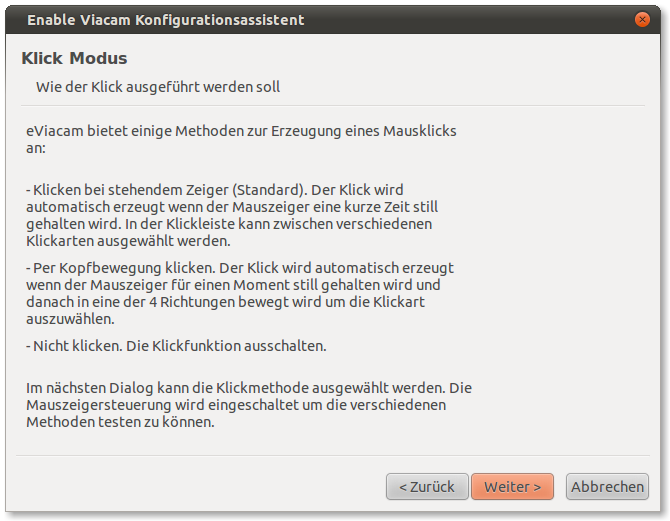 Enable Viacam Konfigurationsassistent
Klick Modus
Wie der Klick ausgeführt werden soll
eViacam bietet einige Methoden zur Erzeugung eines Mausklicks
an:
- Klicken bei stehendem Zeiger (Standard). Der Klick wird
automatisch erzeugt wenn der Mauszeiger eine kurze Zeit still
gehalten wird. In der Klickleiste kann zwischen verschiedenen
Klickarten ausgewählt werden.
- Per Kopfbewegung klicken. Der Klick wird automatisch erzeugt
wenn der Mauszeiger für einen Moment still gehalten wird und
danach in eine der 4 Richtungen bewegt wird um die Klickart
auszuwählen.
- Nicht klicken. Die Klickfunktion ausschalten.
Im nächsten Dialog kann die Klickmethode ausgewählt werden. Die
Mauszeigersteuerung wird eingeschaltet um die verschiedenen
Methoden testen zu können.
< Zurück Weiter > Abbrechen